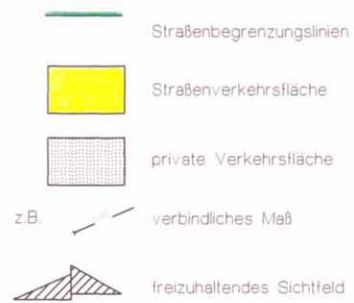 Straßenbegrenzungslinien
Straßenverkehrsfläche
private Verkehrsfläche
z.B. verbindliches Maß
freizuhaltendes Sichtfeld